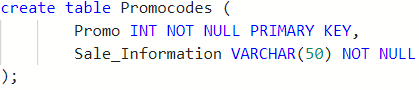 create table Promocodes (
Promo INT NOT NULL PRIMARY KEY,
Sale_Information VARCHAR(50) NOT NULL
);